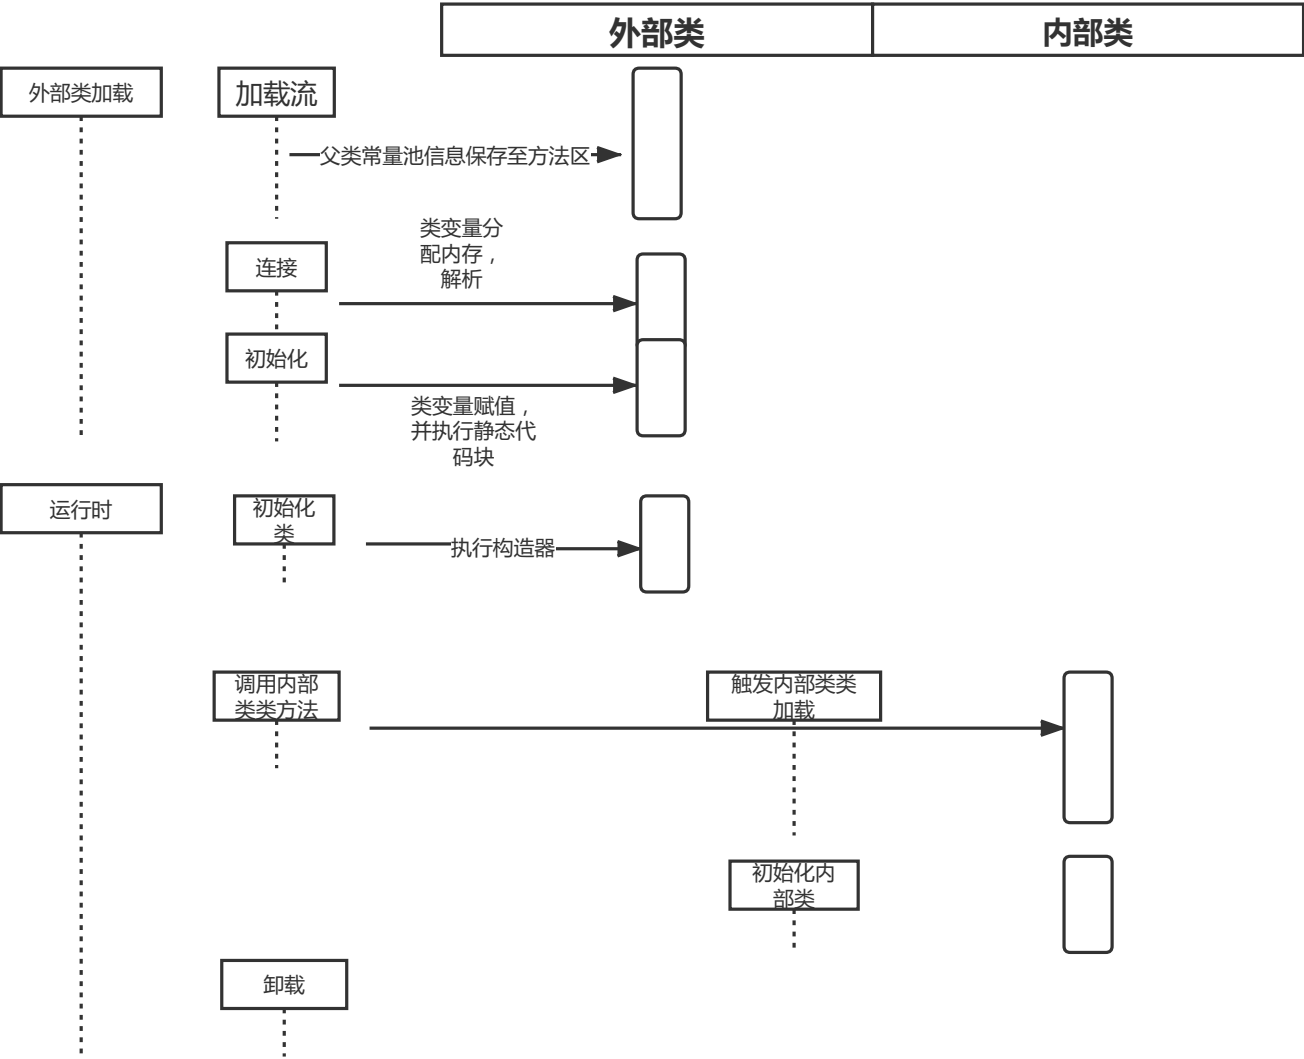 外部类
内部类
外部类加载
加载流
父类常量池信息保存至方法区
类变量分
配内存，
解析
连接
初始化
类变量赋值，
并执行静态代
码块
运行时
初始化
类
执行构造器
调用内部
类类方法
触发内部类类
加载
初始化内
部类
卸载